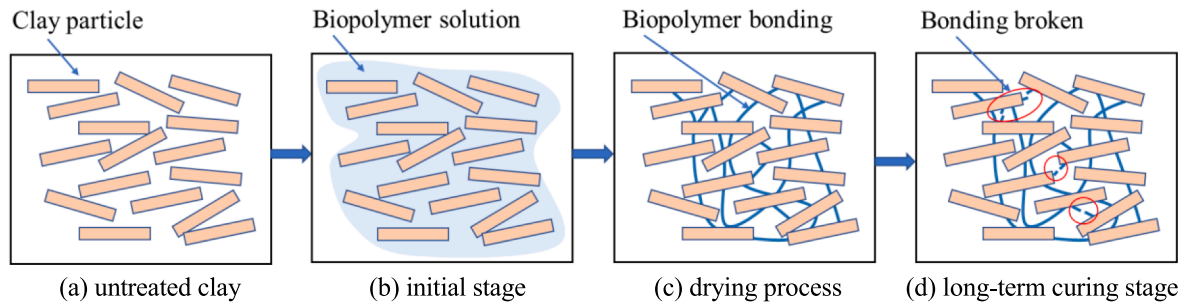 Clay particle
Biopolymer solution
Biopolymer bonding
Bonding broken
(a) untreated clay
(b) initial stage
(c) drying process
(d) long-term curing stage